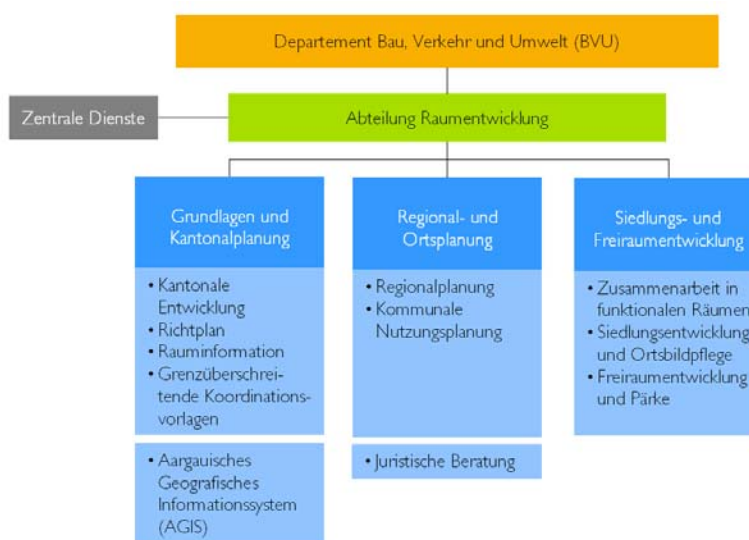 Departement Bau, Verkehr und Umwelt (BVU)
Zentrale Dienste
Abteilung Raumentwicklung
Grundlagen und
Kantonalplanung
• Kantonale
Entwicklung
• Richtplan
• Rauminformation
• Grenzüberschrei-
tende Koordinations-
vorlagen
• Aargauisches
Geografisches
Informationssystem
(AGIS)
Regional- und
Ortsplanung
• Regionalplanung
• Kommunale
Nutzungsplanung
• Juristische Beratung
Siedlungs- und
Freiraumentwicklung
• Zusammenarbeit in
funktionalen Räumen
• Siedlungsentwicklung
und Ortsbildpflege
• Freiraumentwicklung
und Pärke